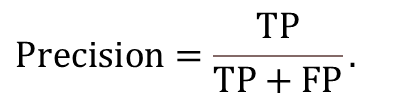 Precision = TP / TP + FP .